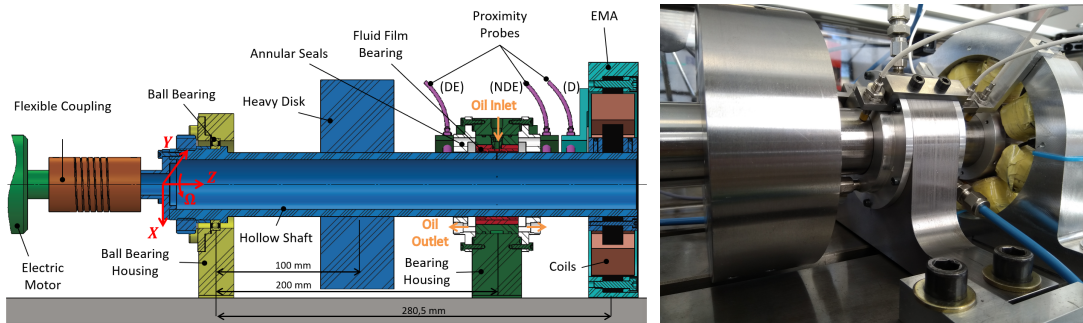 Proximity
Probes
EMA
Fluid Film
Bearing
Annular Seals
(DE)
(NDE)
(D)
Ball Bearing
Heavy Disk
Oil Inlet
Flexible Coupling
Y
Z
Ω
X
Hollow Shaft
Oil
Outlet
Ball Bearing
Housing
Bearing
Housing
Coils
Electric
Motor
100 mm
200 mm
280,5 mm